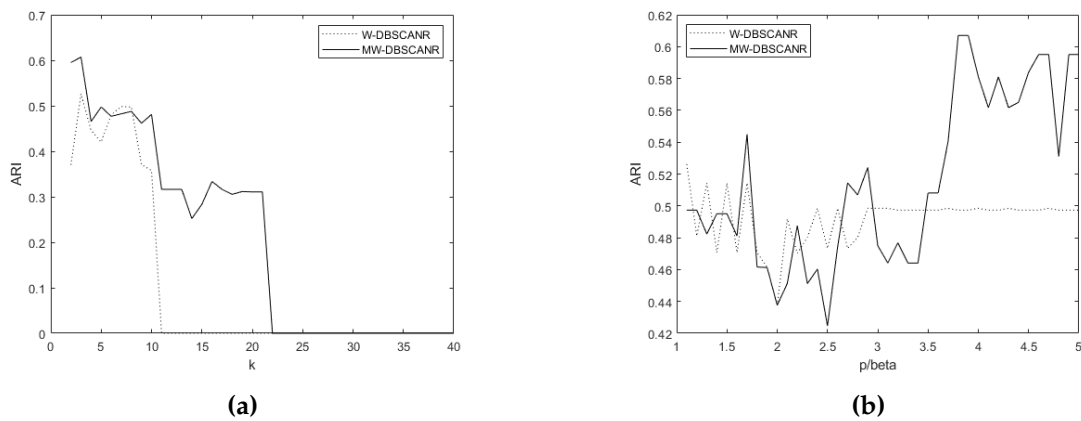 0.7
0.6
0.5
0.4
0.3
0.2
0.1
0
ARI
0 5 10 15 20 25 30 35 40
k
W-DBSCANR
MW-DBSCANR
(a)
0.62
0.6
0.58
0.56
0.54
0.52
0.5
0.48
0.46
0.44
0.42
ARI
1 1.5 2 2.5 3 3.5 4 4.5 5
p/beta
W-DBSCANR
MW-DBSCANR
(b)